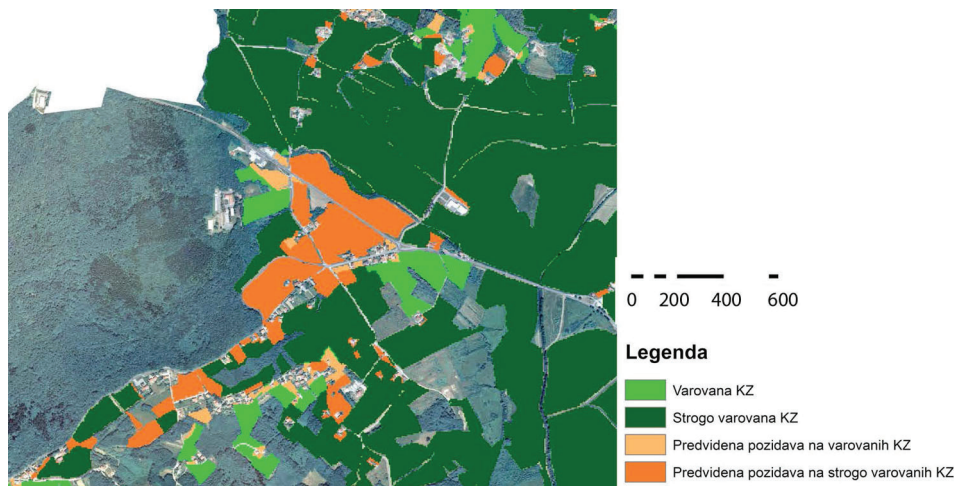 0 200 400 600
Legenda
Varovana KZ
Strogo varovana KZ
Predvidena pozidava na varovanih KZ
Predvidena pozidava na strogo varovanih KZ